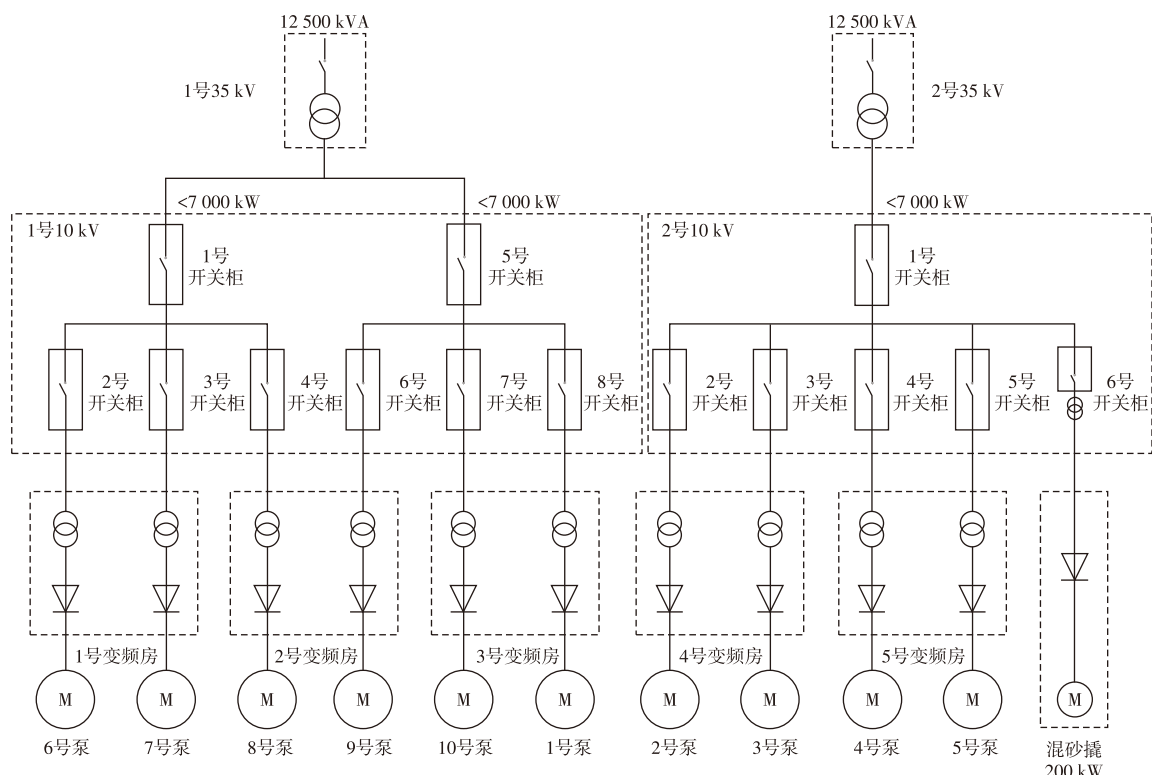 12 500 kVA
12 500 kVA
1号35 kV
2号35 kV
<7 000 kW
<7 000 kW
<7 000 kW
1号10 kV
2号10 kV
1号
开关柜
5号
开关柜
1号
开关柜
2号
开关柜
3号
开关柜
4号
开关柜
6号
开关柜
7号
开关柜
8号
开关柜
2号
开关柜
3号
开关柜
4号
开关柜
5号
开关柜
6号
开关柜
1号变频房
2号变频房
3号变频房
4号变频房
5号变频房
M
M
M
M
M
M
M
M
M
M
M
6号泵
7号泵
8号泵
9号泵
10号泵
1号泵
2号泵
3号泵
4号泵
5号泵
混砂撬
200 kW